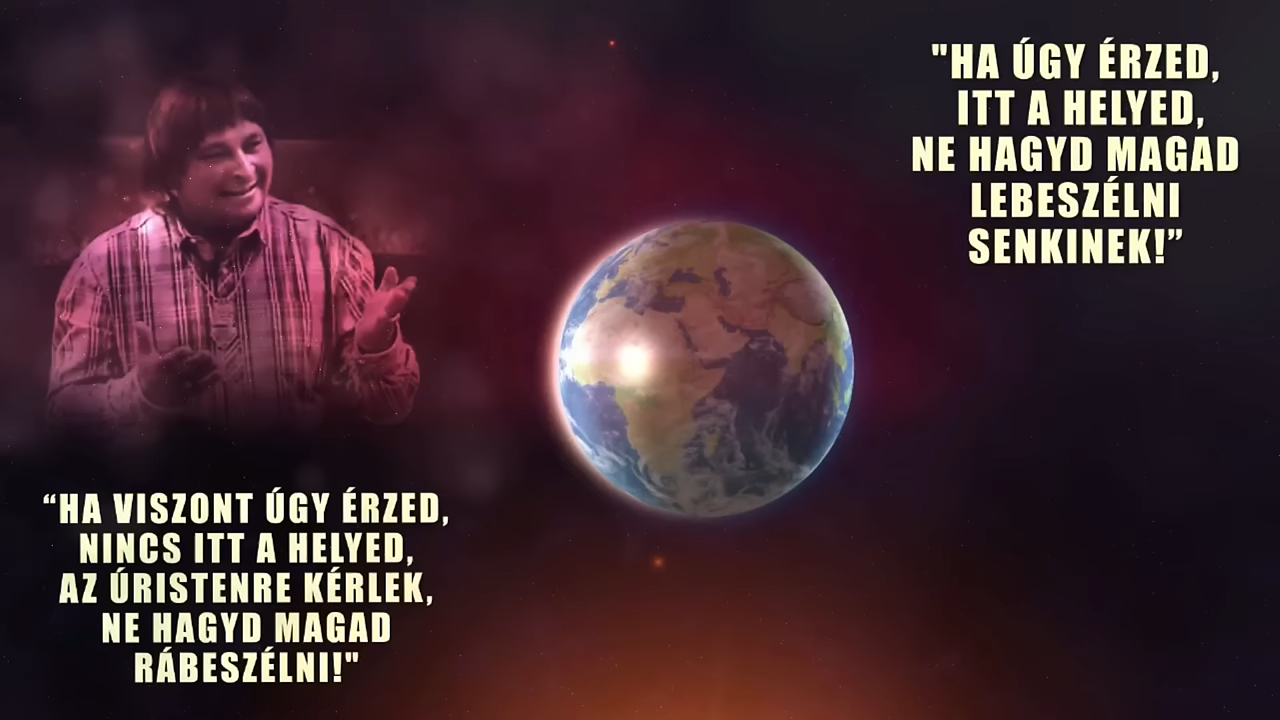 "HA ÚGY ÉRZED,
ITT A HELYED,
NE HAGYD MAGAD
LEBESZÉLNI
SENKINEK!”
“HA VISZONT ÚGY ÉRZED,
NINCS ITT A HELYED,
AZ ÚRISTENRE KÉRLEK,
NE HAGYD MAGAD
RÁBESZÉLNI!"